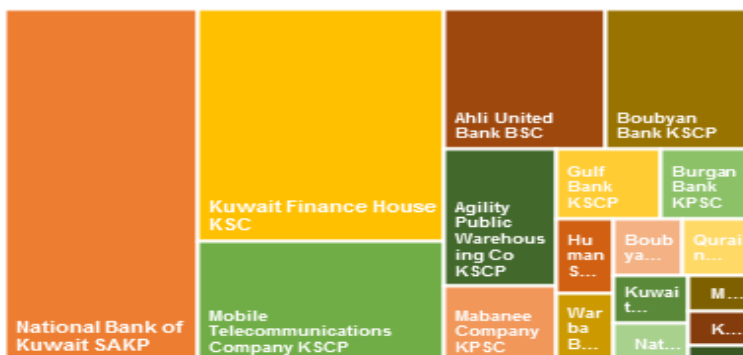 National Bank of
Kuwait SAKP
Kuwait Finance House
KSC
Mobile
Telecommunications
Company KSCP
Ahli United
Bank BSC
Boubyan
Bank KSCP
Agility
Public
Warehous
ing Co
KSCP
Mabanee
Company
KPSC
Gulf
Bank
KSCP
Burgan
Bank
KPSC
Hu
man
S...
Boub
ya...
Qurai
n...
War
ba
B...
Kuwai
t...
Nat...
M...
K...